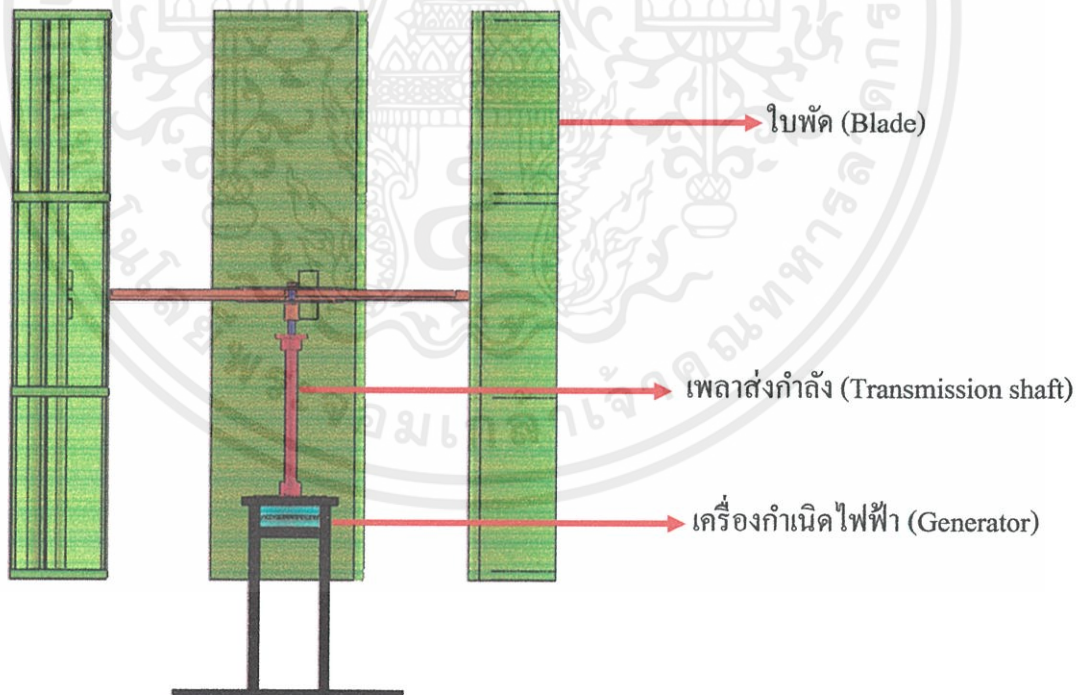 ใบพัด (Blade)
เพลาส่งกำลัง (Transmission shaft)
เครื่องกำเนิดไฟฟ้า (Generator)